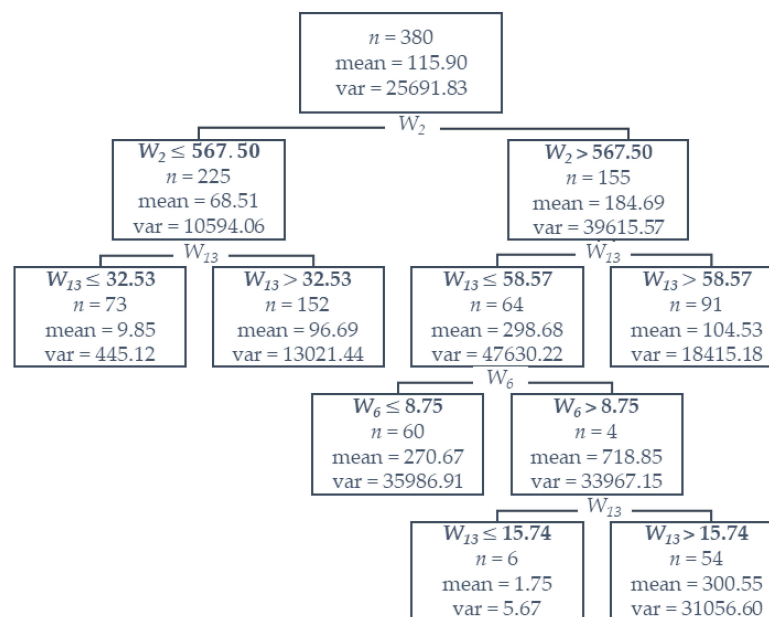 n = 380
mean = 115.90
var = 25691.83
W2
W2 ≤ 567.50
n = 225
mean = 68.51
var = 10594.06
W2 > 567.50
n = 155
mean = 184.69
var = 39615.57
W13
W13
W13 ≤ 32.53
n = 73
mean = 9.85
var = 445.12
W13 > 32.53
n = 152
mean = 96.69
var = 13021.44
W13 ≤ 58.57
n = 64
mean = 298.68
var = 47630.22
W13 > 58.57
n = 91
mean = 104.53
var = 18415.18
W6
W6 ≤ 8.75
n = 60
mean = 270.67
var = 35986.91
W6 > 8.75
n = 4
mean = 718.85
var = 33967.15
W13
W13 ≤ 15.74
n = 6
mean = 1.75
var = 5.67
W13 > 15.74
n = 54
mean = 300.55
var = 31056.60